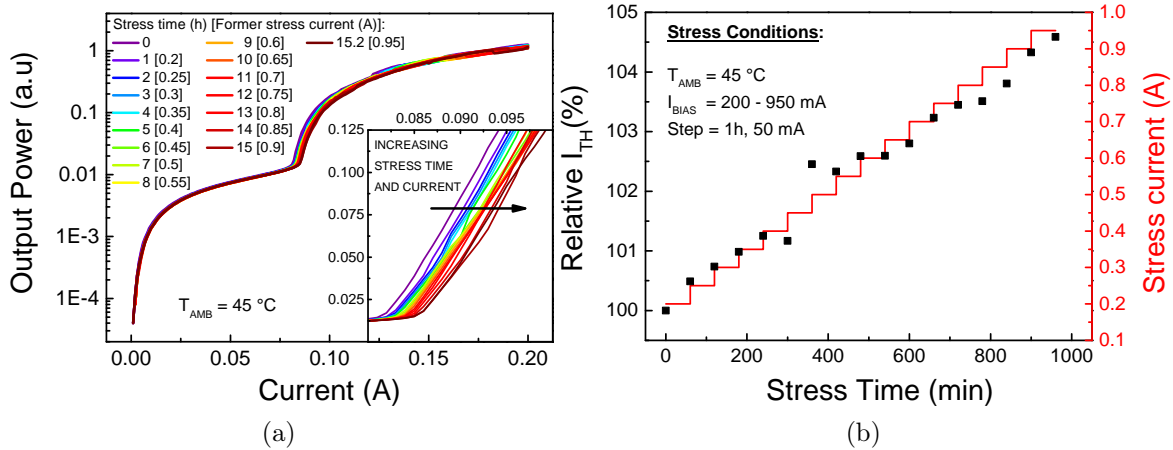 Stress time (h) [Former stress current (A)]:
0
1 [0.2]
2 [0.25]
3 [0.3]
4 [0.35]
5 [0.4]
6 [0.45]
7 [0.5]
8 [0.55]
9 [0.6]
10 [0.65]
11 [0.7]
12 [0.75]
13 [0.8]
14 [0.85]
15 [0.9]
15.2 [0.95]
Output Power (a.u)
1
0.1
0.01
1E-3
1E-4
T_AMB = 45 °C
0.00 0.05 0.10 0.15 0.20
Current (A)
0.085 0.090 0.095
0.125
0.100
0.075
0.050
0.025
INCREASING
STRESS TIME
AND CURRENT
(a)
Relative I_TH (%)
105
104
103
102
101
100
Stress Conditions:
T_AMB = 45 °C
I_BIAS = 200 - 950 mA
Step = 1h, 50 mA
0 200 400 600 800 1000
Stress Time (min)
1.0
0.9
0.8
0.7
0.6
0.5
0.4
0.3
0.2
0.1
Stress current (A)
(b)